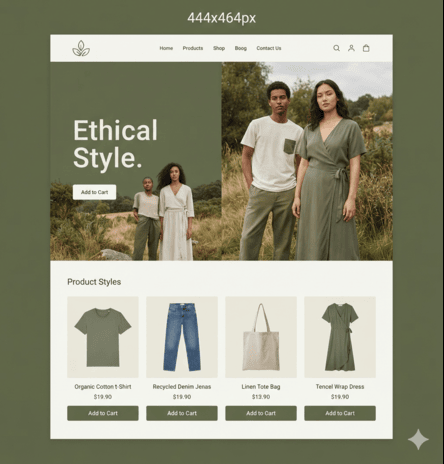 444x464px
Home Products Shop Boog Contact Us
Ethical
Style.
Add to Cart
Product Styles
Organic Cotton t-Shirt
$19.90
Add to Cart
Recycled Denim Jenas
$19.90
Add to Cart
Linen Tote Bag
$13.90
Add to Cart
Tencel Wrap Dress
$19.90
Add to Cart